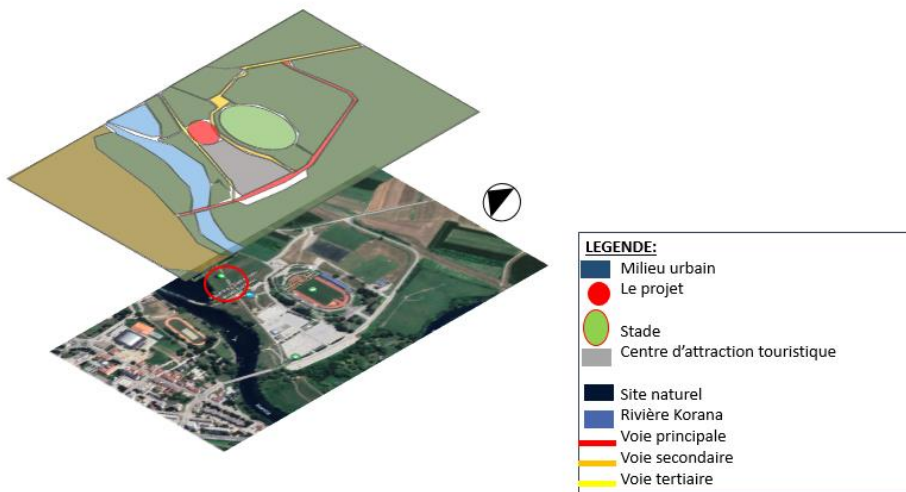 LEGENDE:
Milieu urbain
Le projet
Stade
Centre d'attraction touristique
Site naturel
Rivière Korana
Voie principale
Voie secondaire
Voie tertiaire